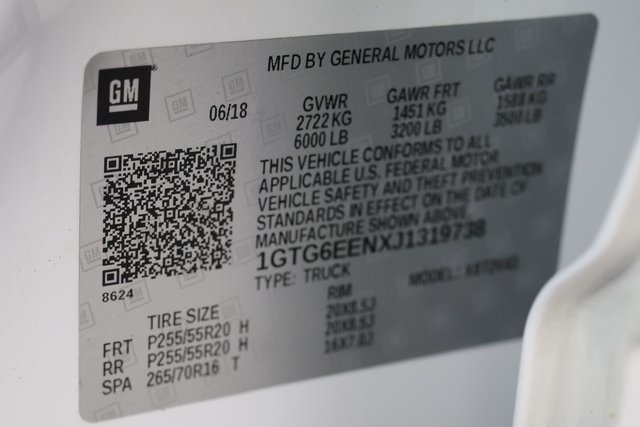 MFD BY GENERAL MOTORS LLC
GM
06/18
GVWR GAWR FRT GAWR RR
2722 KG 1451 KG 1588 KG
6000 LB 3200 LB 3500 LB
THIS VEHICLE CONFORMS TO ALL
APPLICABLE U.S. FEDERAL MOTOR
VEHICLE SAFETY AND THEFT PREVENTION
STANDARDS IN EFFECT ON THE DATE OF
MANUFACTURE SHOWN ABOVE.
1GTG6EENXJ1319738
TYPE: TRUCK MODEL:
8624
TIRE SIZE RIM
FRT P255/55R20 H 20X8.5J
RR P255/55R20 H 20X8.5J
SPA 265/70R16 T 16X7.0J